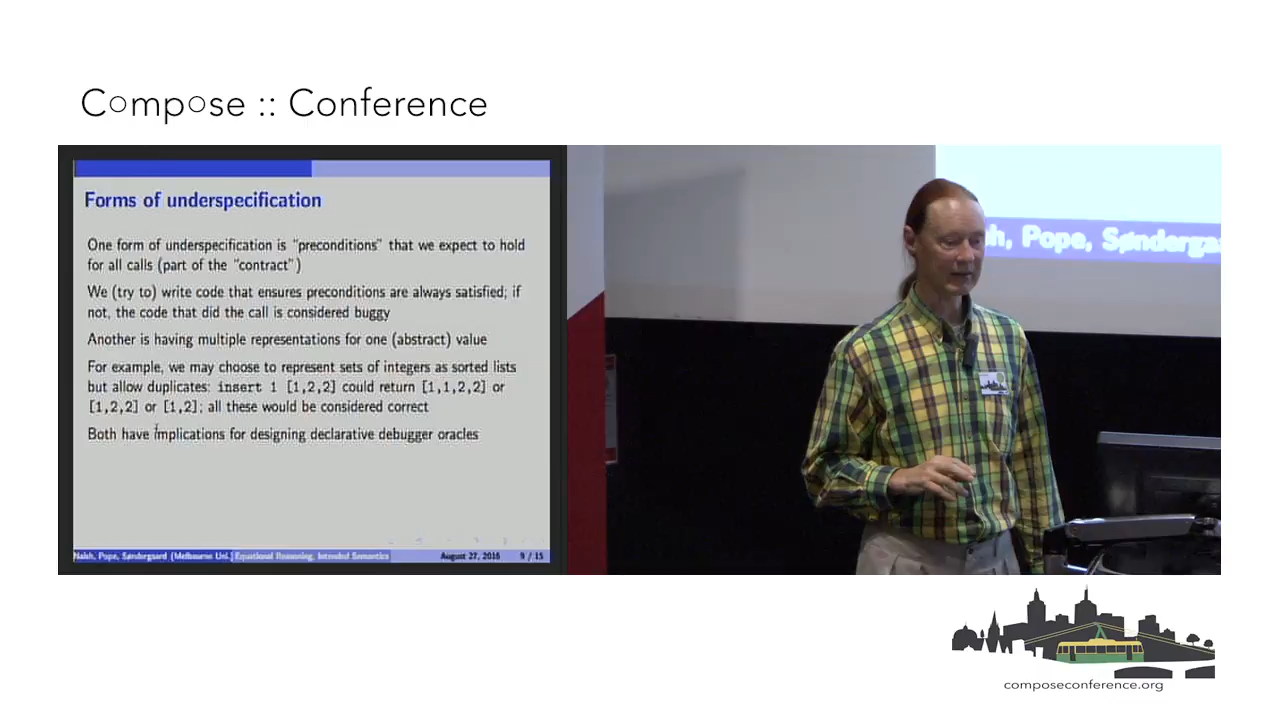 Compose :: Conference
Forms of underspecification
One form of underspecification is "preconditions" that we expect to hold
for all calls (part of the "contract")
We (try to) write code that ensures preconditions are always satisfied; if
not, the code that did the call is considered buggy
Another is having multiple representations for one (abstract) value
For example, we may choose to represent sets of integers as sorted lists
but allow duplicates: insert 1 [1,2,2] could return [1,1,2,2] or
[1,2,2] or [1,2]; all these would be considered correct
Both have implications for designing declarative debugger oracles
Naish, Pope, Søndergaard (Melbourne Uni.) Equational Reasoning, Intended Semantics August 27, 2016 9 / 15
sh, Pope, Søndergaa
composeconference.org